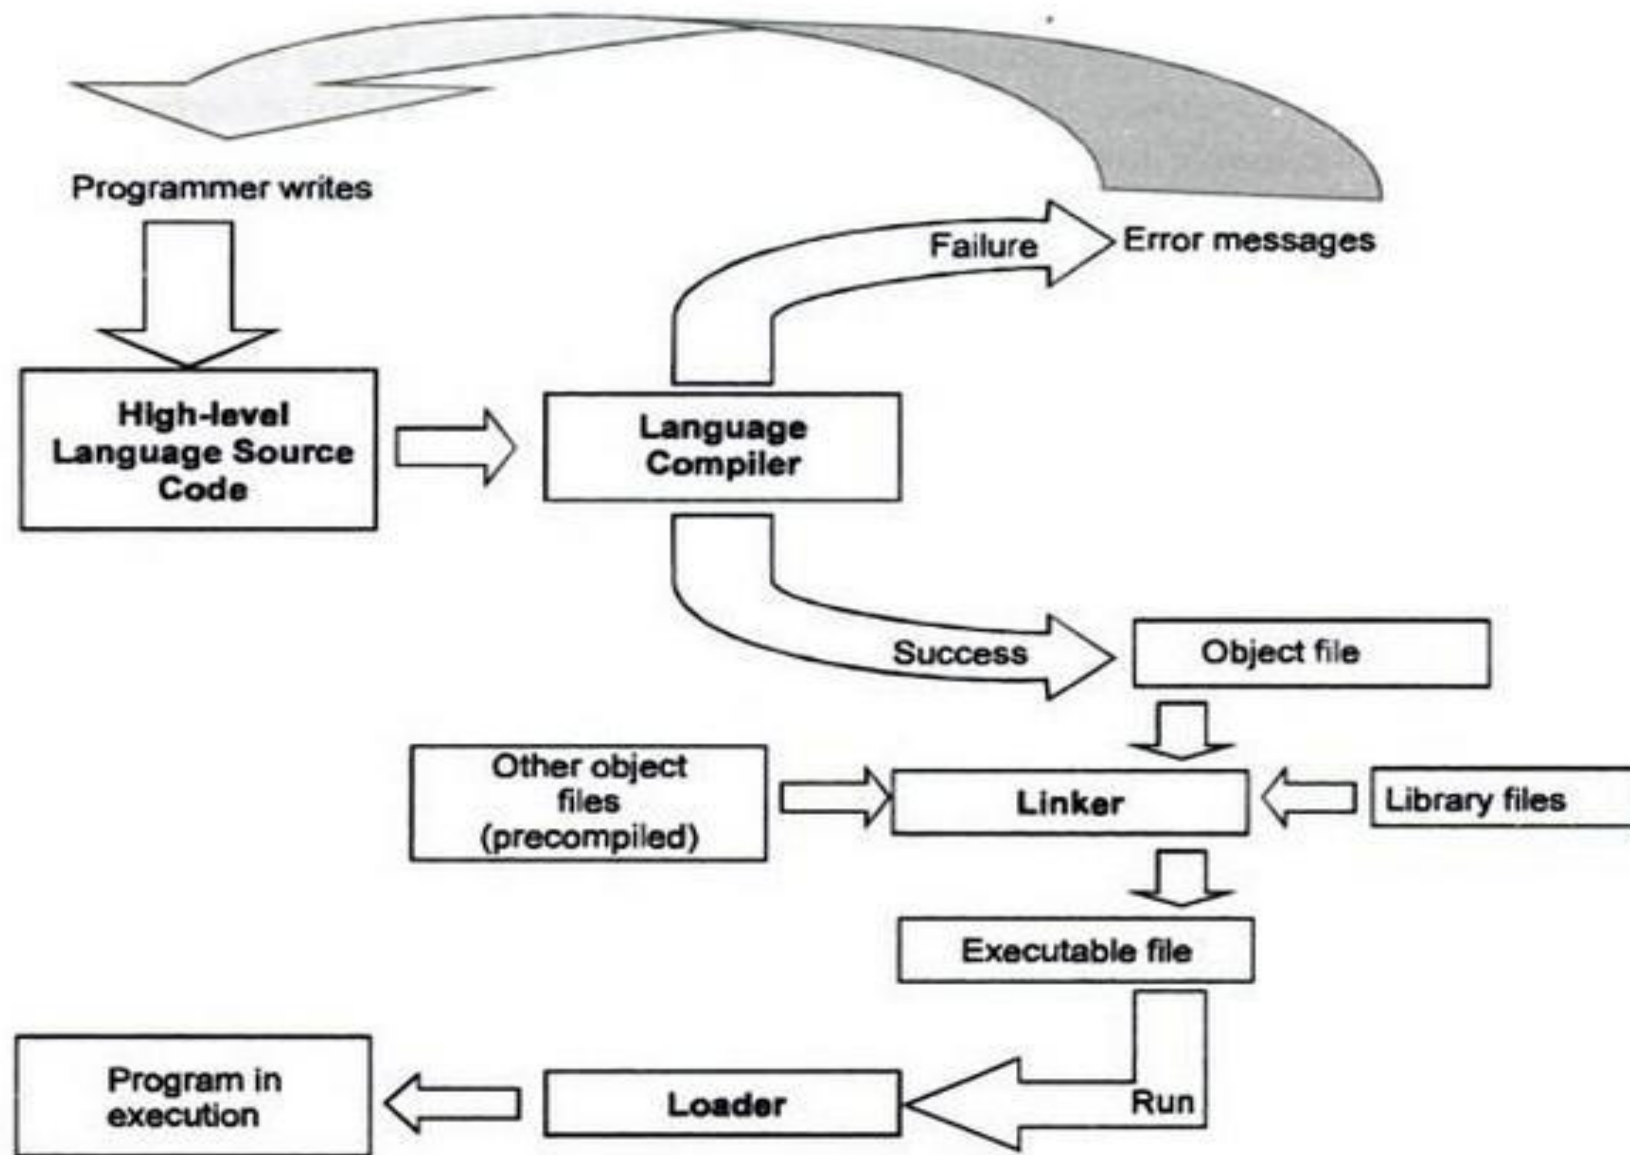 Programmer writes
Failure
Error messages
High-level
Language Source
Code
Language
Compiler
Success
Object file
Other object
files
(precompiled)
Linker
Library files
Executable file
Run
Loader
Program in
execution